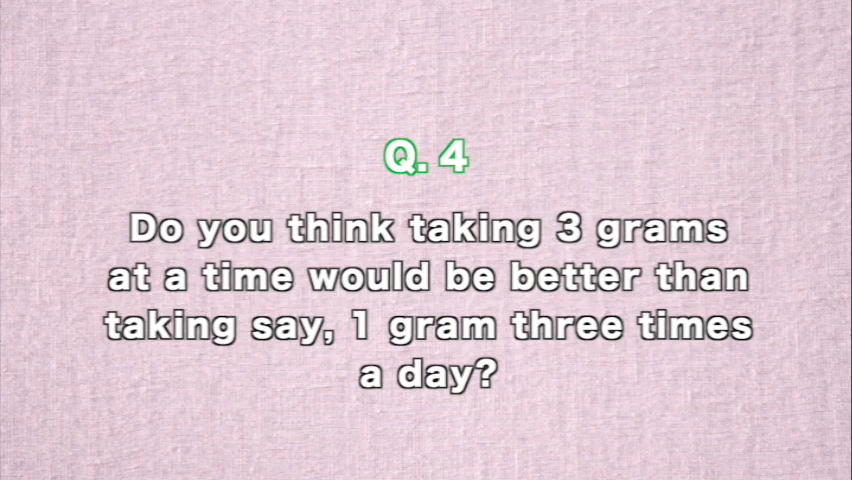 Q. 4
Do you think taking 3 grams
at a time would be better than
taking say, 1 gram three times
a day?